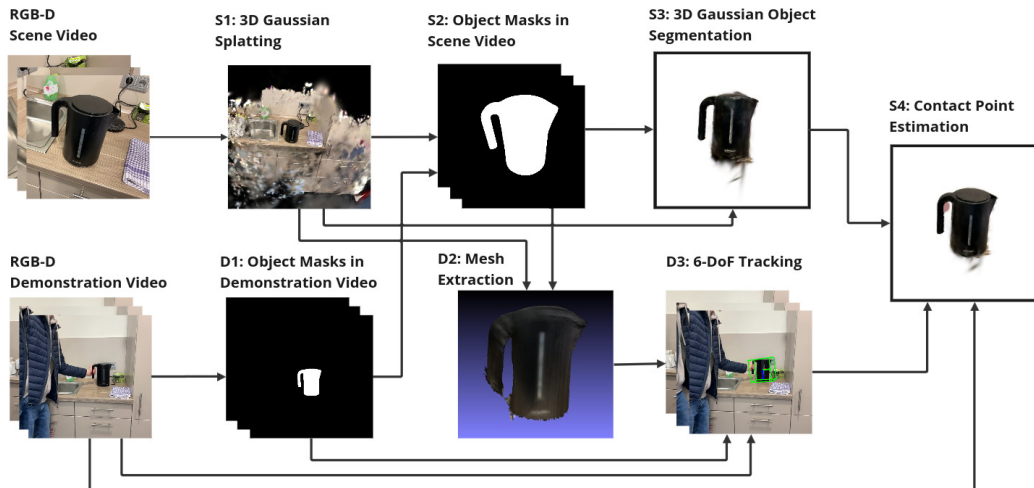 RGB-D
Scene Video
S1: 3D Gaussian
Splatting
S2: Object Masks in
Scene Video
S3: 3D Gaussian Object
Segmentation
S4: Contact Point
Estimation
RGB-D
Demonstration Video
D1: Object Masks in
Demonstration Video
D2: Mesh
Extraction
D3: 6-DoF Tracking